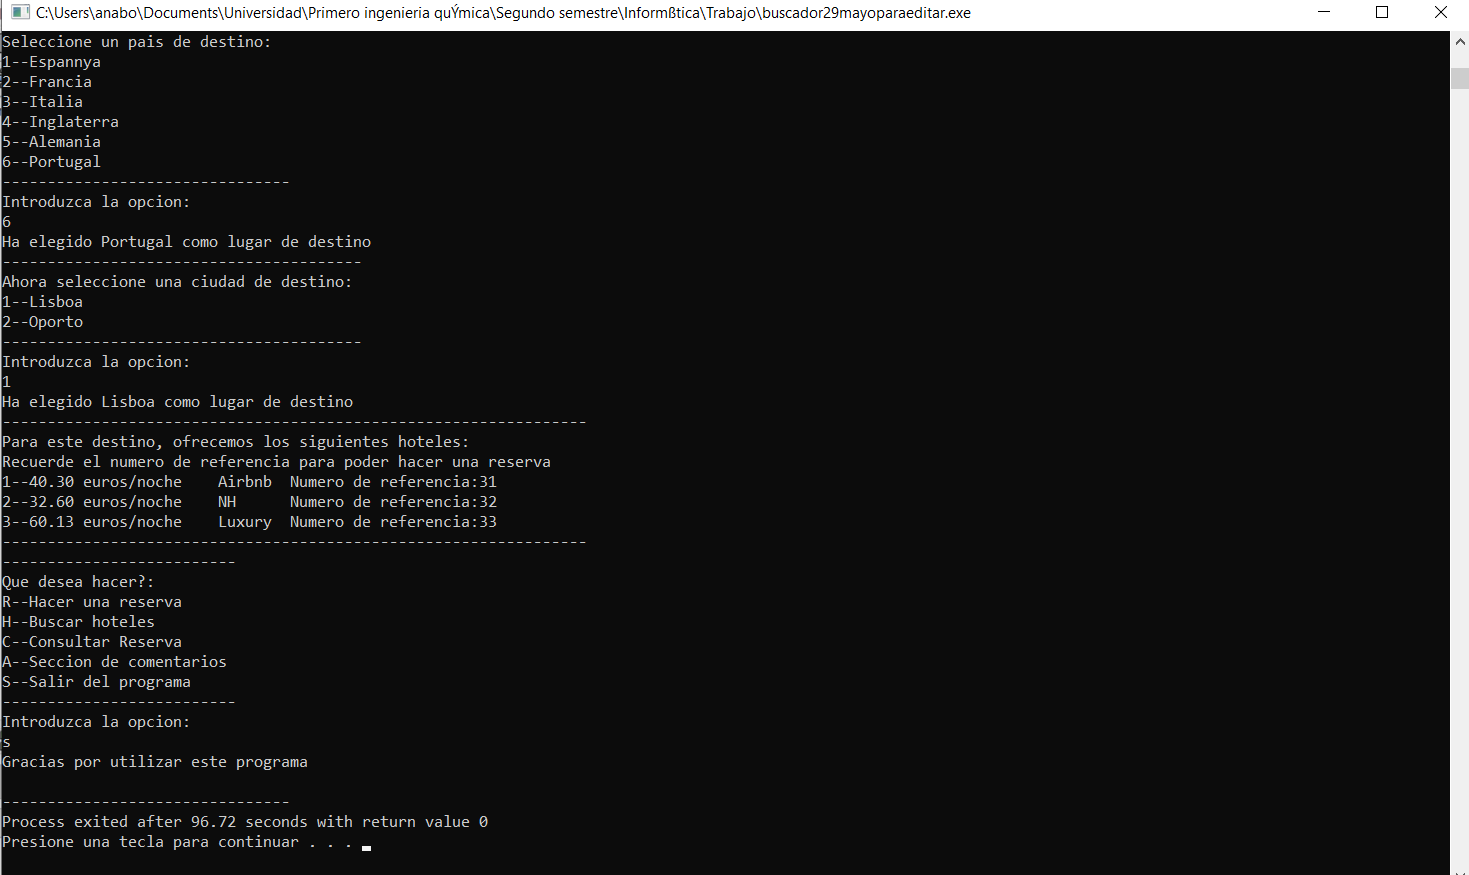 C:\Users\anabo\Documents\Universidad\Primero ingenieria quÝmica\Segundo semestre\Informßtica\Trabajo\buscador29mayoparaeditar.exe
Seleccione un pais de destino:
1--Espannya
2--Francia
3--Italia
4--Inglaterra
5--Alemania
6--Portugal
--------------------------------
Introduzca la opcion:
6
Ha elegido Portugal como lugar de destino
----------------------------------------
Ahora seleccione una ciudad de destino:
1--Lisboa
2--Oporto
----------------------------------------
Introduzca la opcion:
1
Ha elegido Lisboa como lugar de destino
-----------------------------------------------------------------
Para este destino, ofrecemos los siguientes hoteles:
Recuerde el numero de referencia para poder hacer una reserva
1--40.30 euros/noche    Airbnb  Numero de referencia:31
2--32.60 euros/noche    NH      Numero de referencia:32
3--60.13 euros/noche    Luxury  Numero de referencia:33
-----------------------------------------------------------------
--------------------------
Que desea hacer?:
R--Hacer una reserva
H--Buscar hoteles
C--Consultar Reserva
A--Seccion de comentarios
S--Salir del programa
--------------------------
Introduzca la opcion:
s
Gracias por utilizar este programa

--------------------------------
Process exited after 96.72 seconds with return value 0
Presione una tecla para continuar . . .